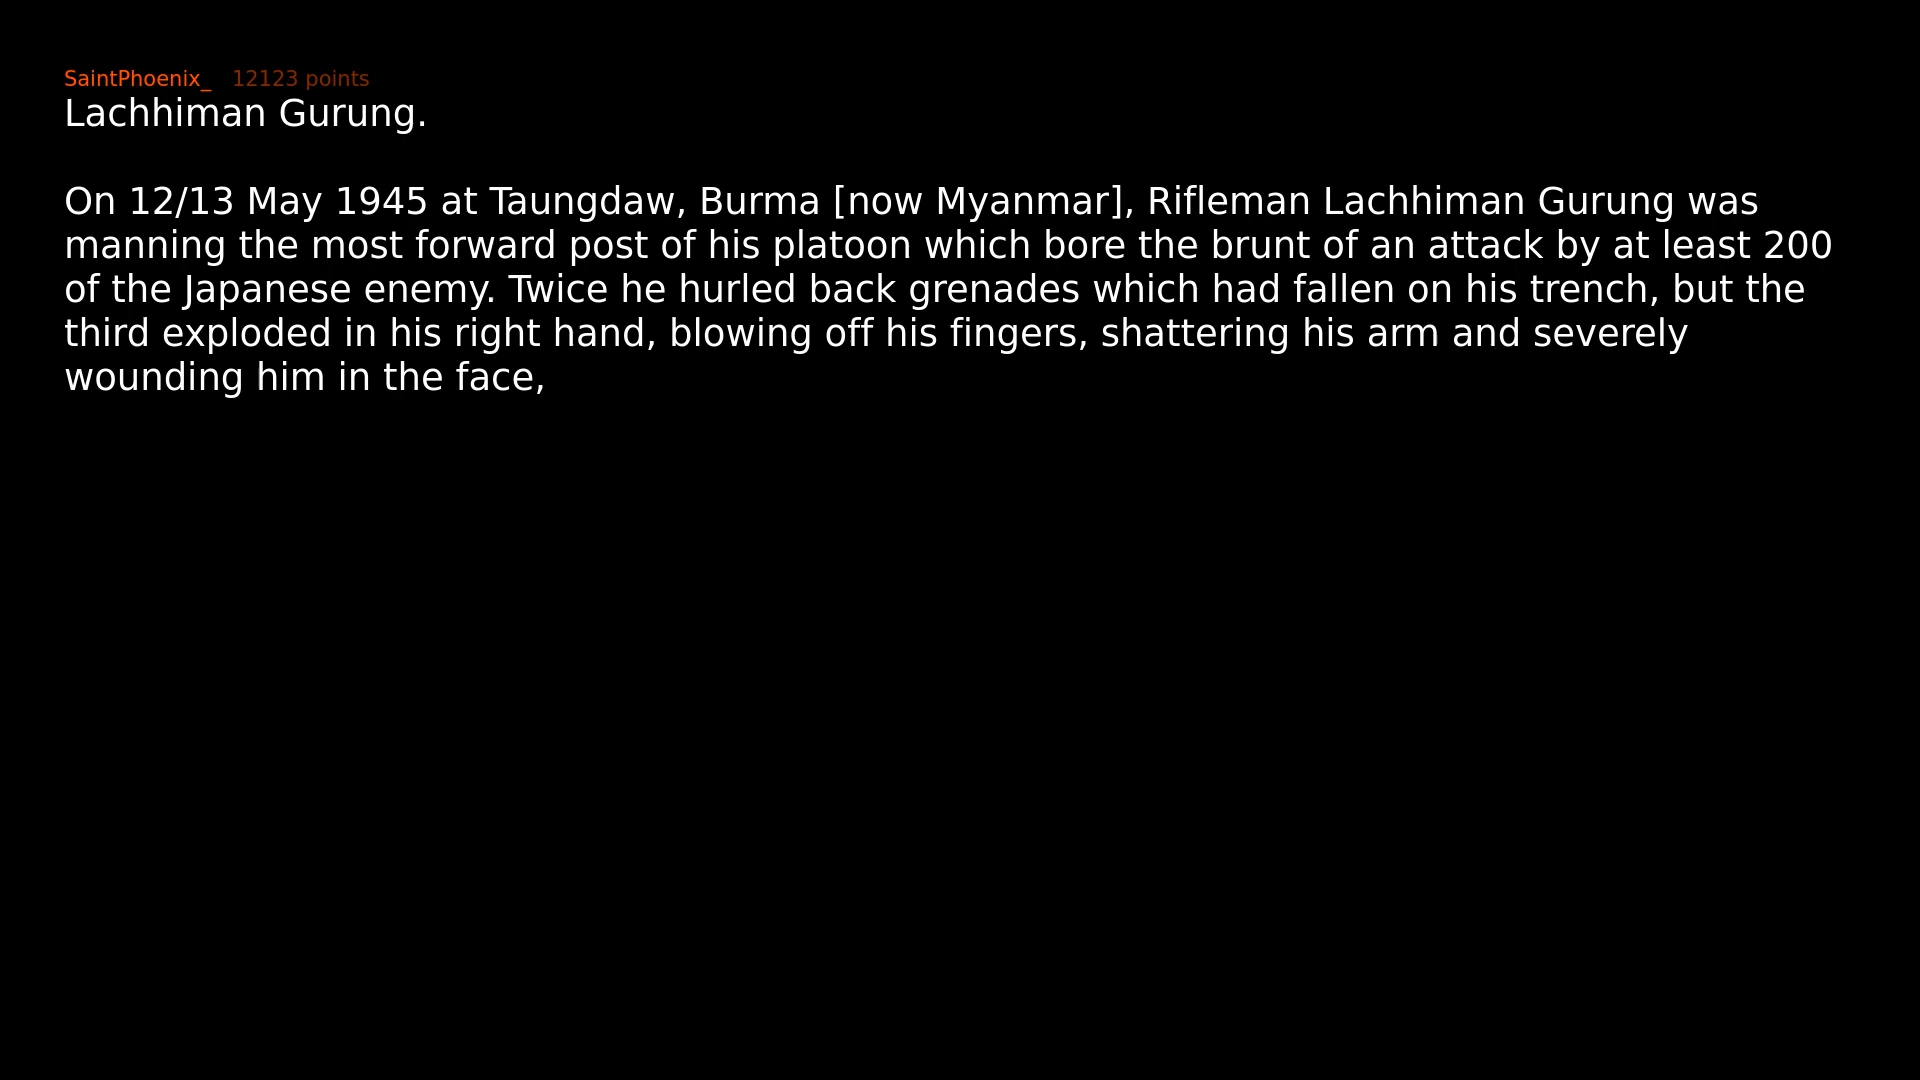 SaintPhoenix_ 12123 points
Lachhiman Gurung.
On 12/13 May 1945 at Taungdaw, Burma [now Myanmar], Rifleman Lachhiman Gurung was
manning the most forward post of his platoon which bore the brunt of an attack by at least 200
of the Japanese enemy. Twice he hurled back grenades which had fallen on his trench, but the
third exploded in his right hand, blowing off his fingers, shattering his arm and severely
wounding him in the face,